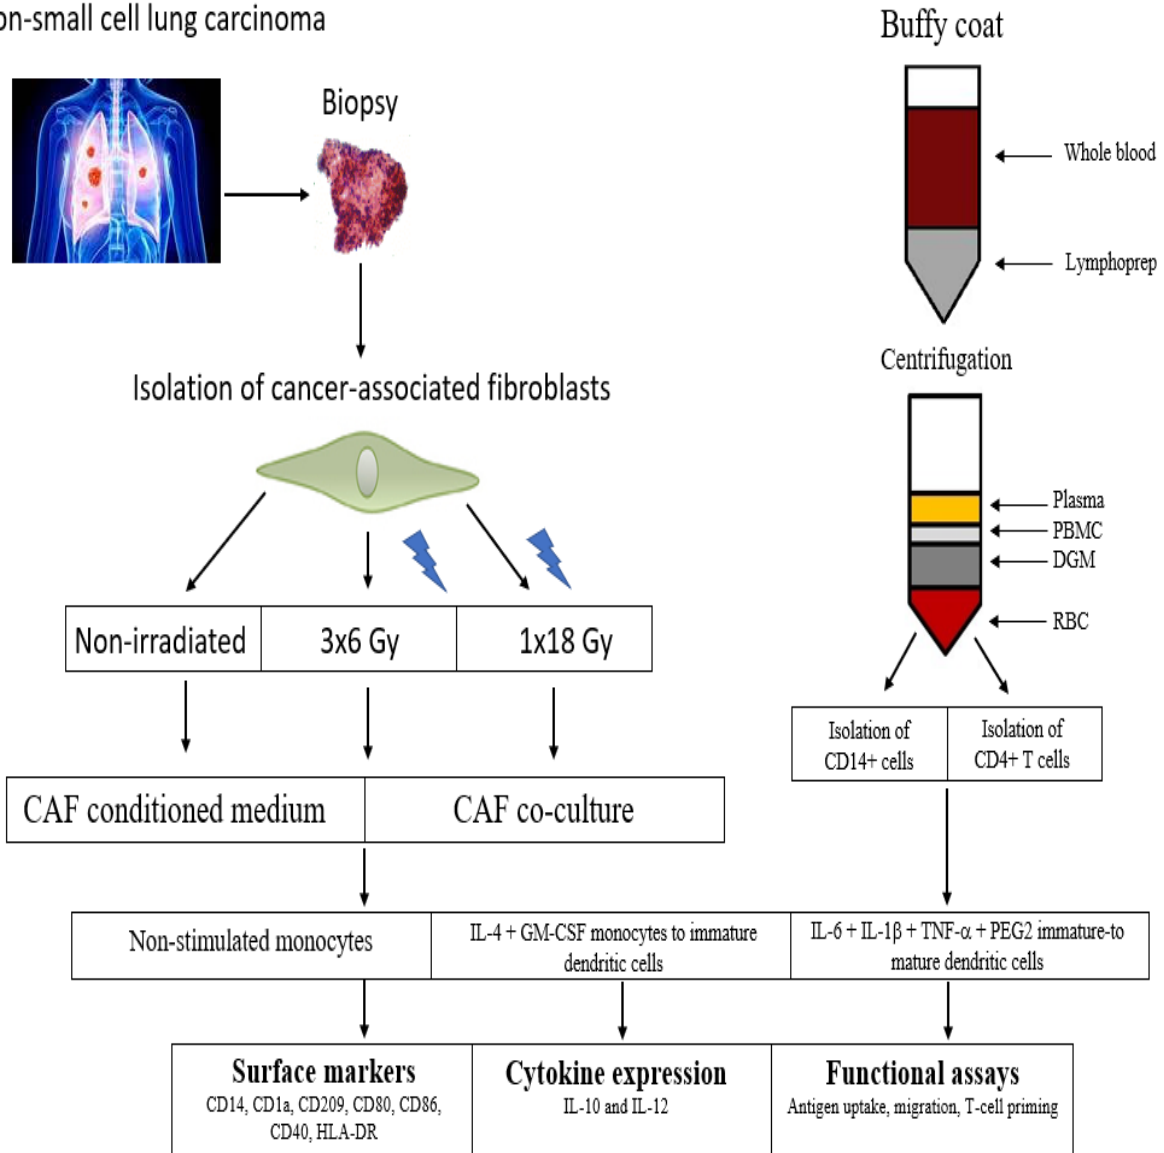 on-small cell lung carcinoma
Biopsy
Isolation of cancer-associated fibroblasts
Non-irradiated
3x6 Gy
1x18 Gy
CAF conditioned medium
CAF co-culture
Buffy coat
Whole blood
Lymphoprep
Centrifugation
Plasma
PBMC
DGM
RBC
Isolation of
CD14+ cells
Isolation of
CD4+ T cells
Non-stimulated monocytes
IL-4 + GM-CSF monocytes to immature
dendritic cells
IL-6 + IL-1β + TNF-α + PEG2 immature-to
mature dendritic cells
Surface markers
CD14, CD1a, CD209, CD80, CD86,
CD40, HLA-DR
Cytokine expression
IL-10 and IL-12
Functional assays
Antigen uptake, migration, T-cell priming